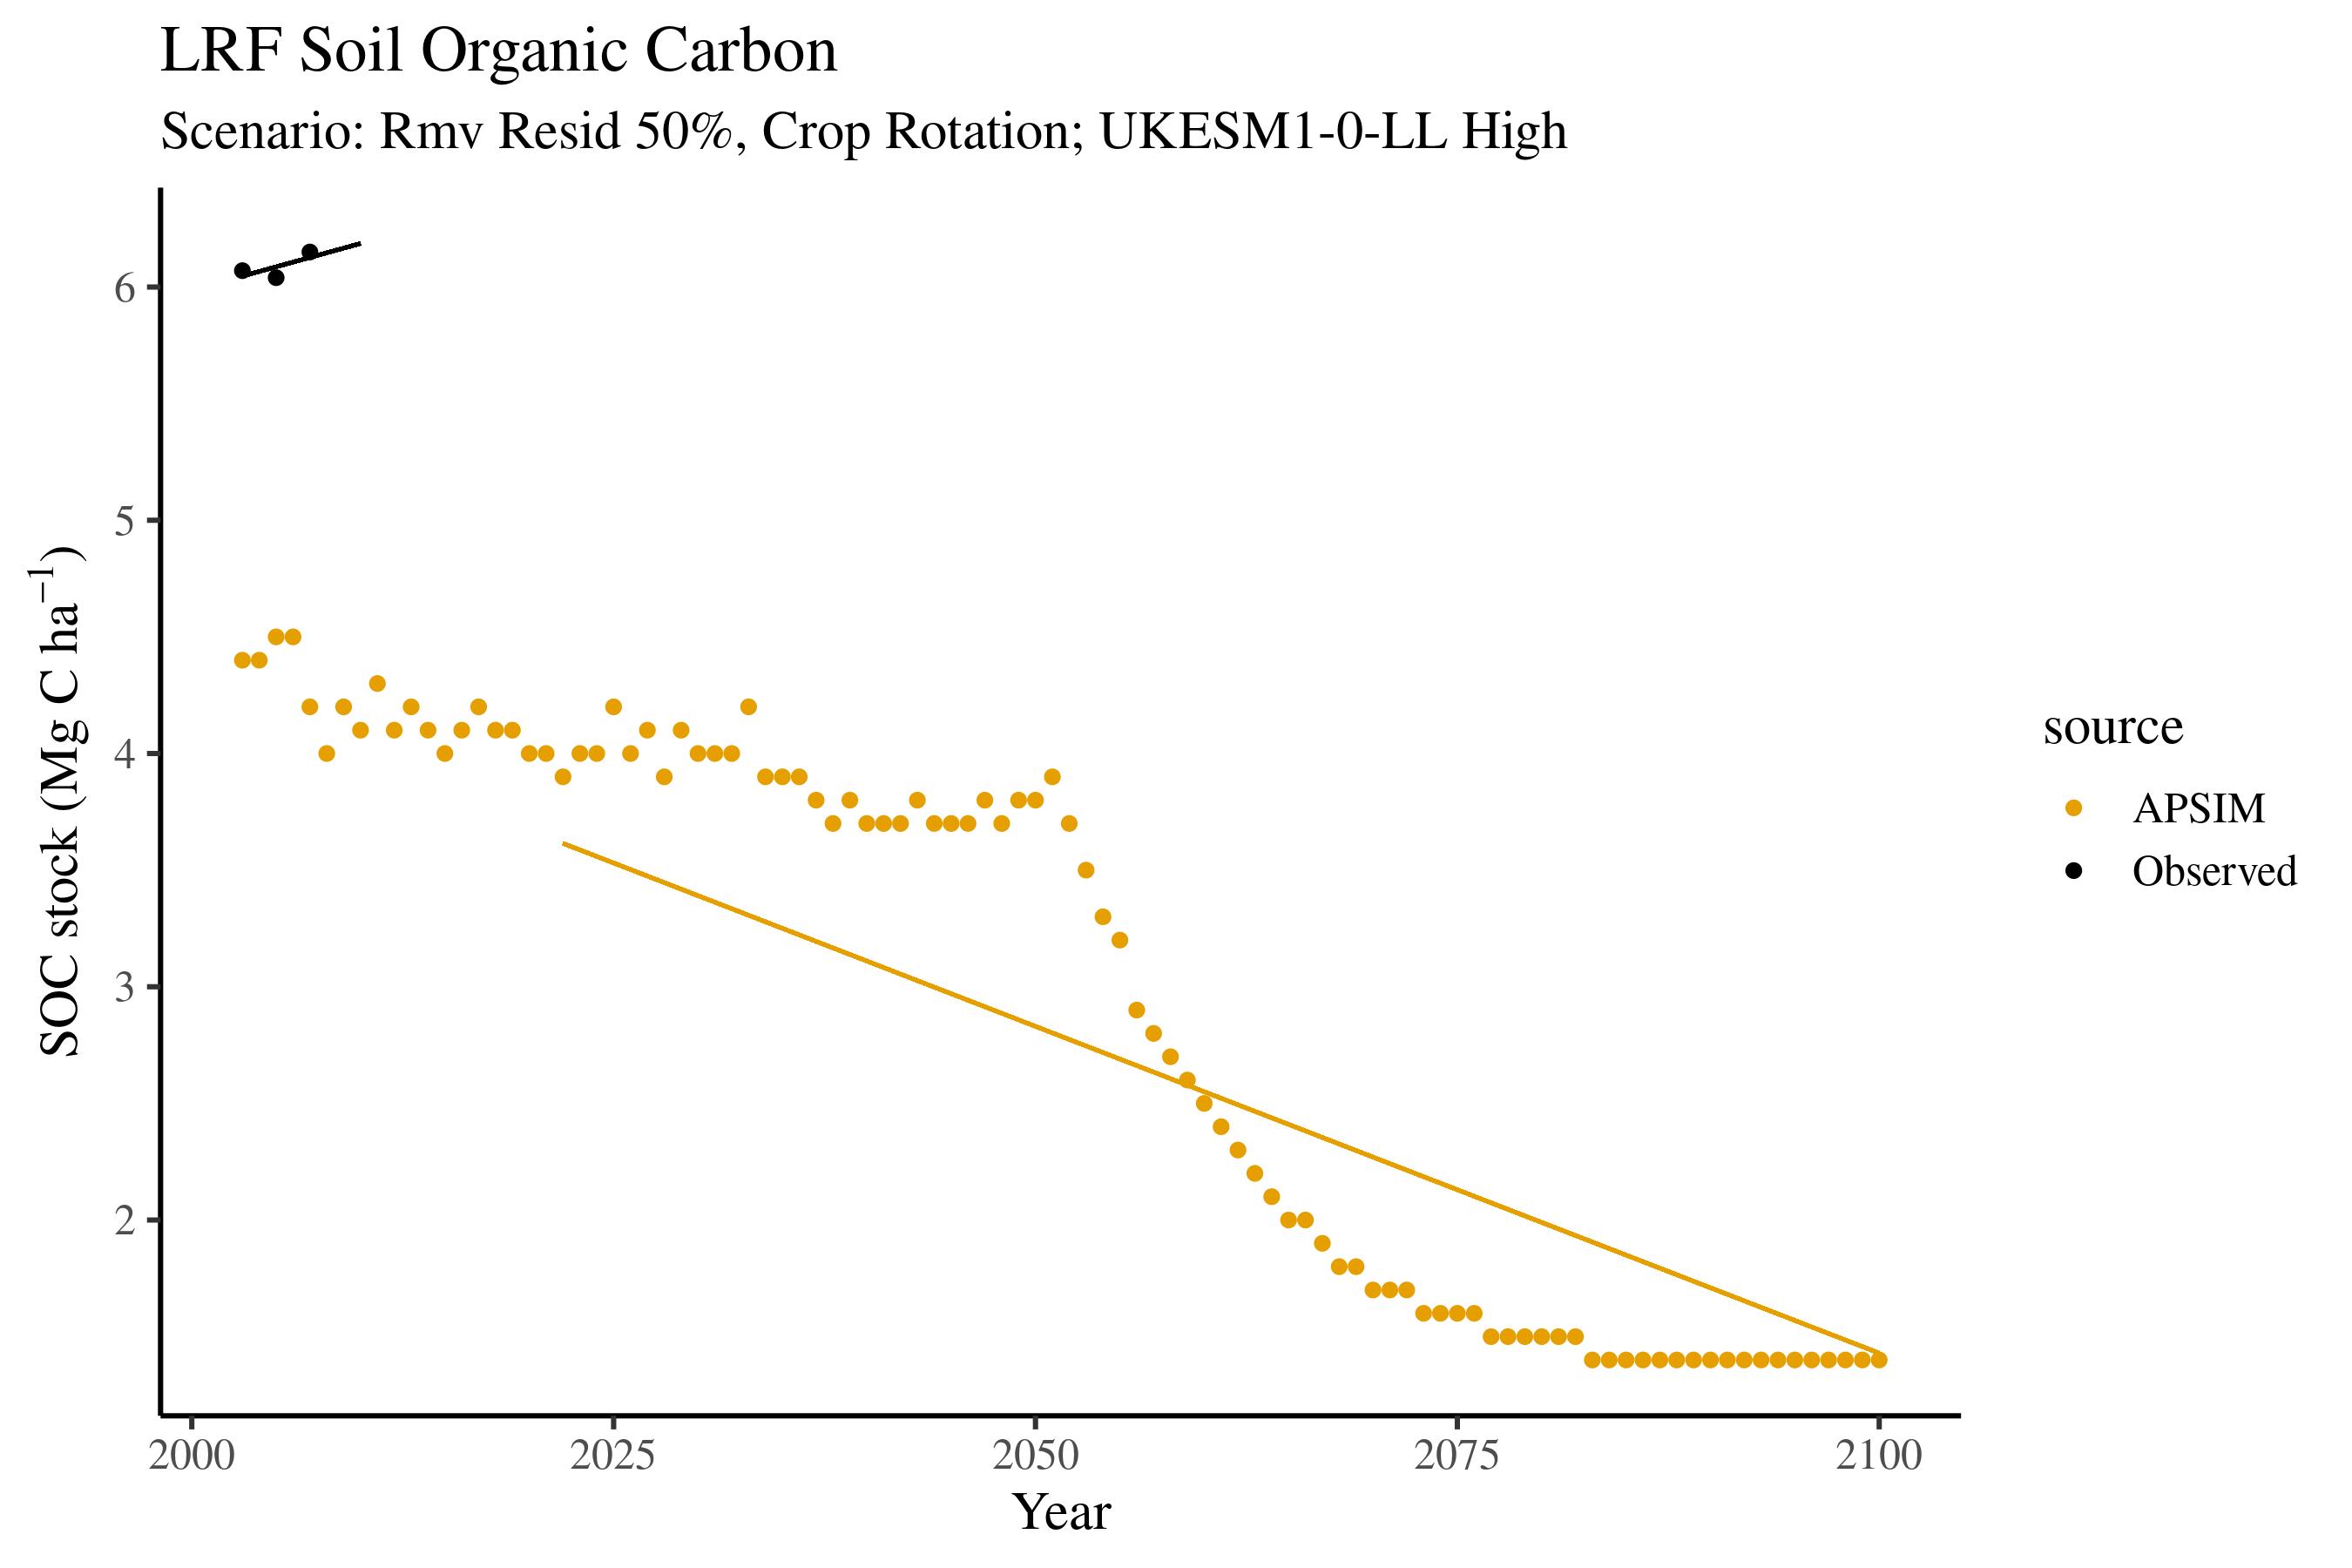 LRF Soil Organic Carbon
Scenario: Rmv Resid 50%, Crop Rotation; UKESM1-0-LL High
SOC stock (Mg C ha⁻¹)
6
5
4
3
2
2000
2025
2050
2075
2100
Year
source
APSIM
Observed